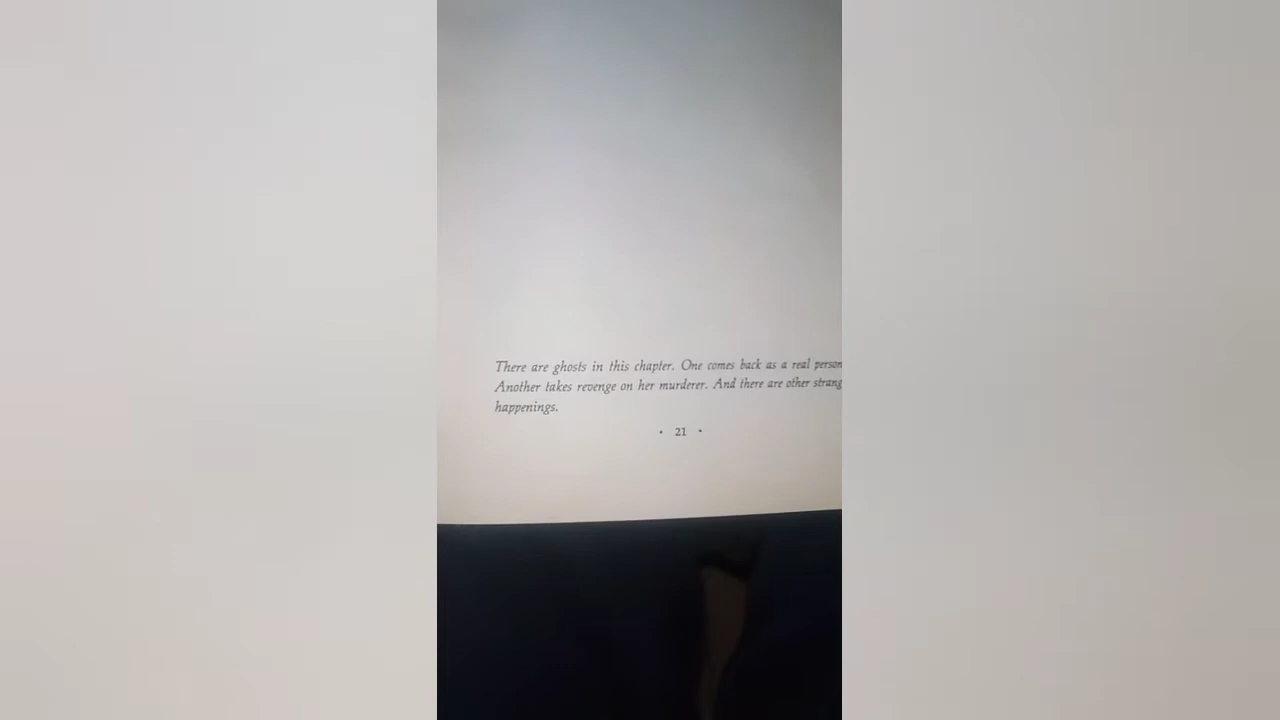 There are ghosts in this chapter. One comes back as a real person
Another takes revenge on her murderer. And there are other strang
happenings.
• 21 •